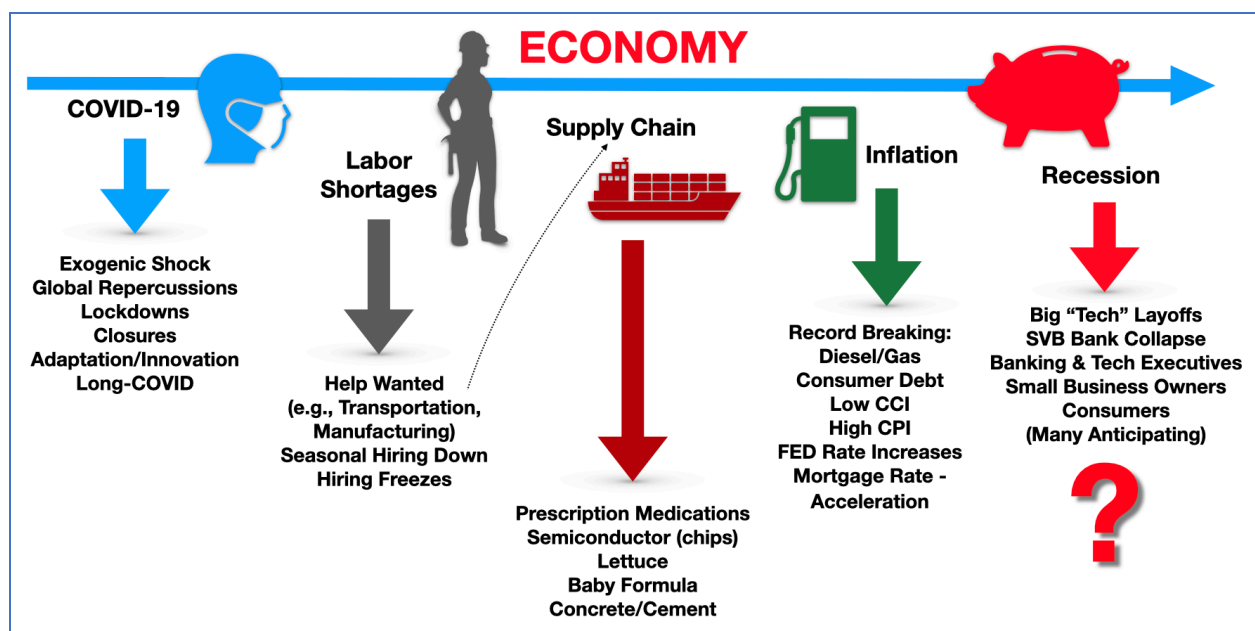 ECONOMY
COVID-19
Exogenic Shock
Global Repercussions
Lockdowns
Closures
Adaptation/Innovation
Long-COVID
Labor
Shortages
Help Wanted
(e.g., Transportation,
Manufacturing)
Seasonal Hiring Down
Hiring Freezes
Supply Chain
Prescription Medications
Semiconductor (chips)
Lettuce
Baby Formula
Concrete/Cement
Inflation
Record Breaking:
Diesel/Gas
Consumer Debt
Low CCI
High CPI
FED Rate Increases
Mortgage Rate -
Acceleration
Recession
Big “Tech” Layoffs
SVB Bank Collapse
Banking & Tech Executives
Small Business Owners
Consumers
(Many Anticipating)
?